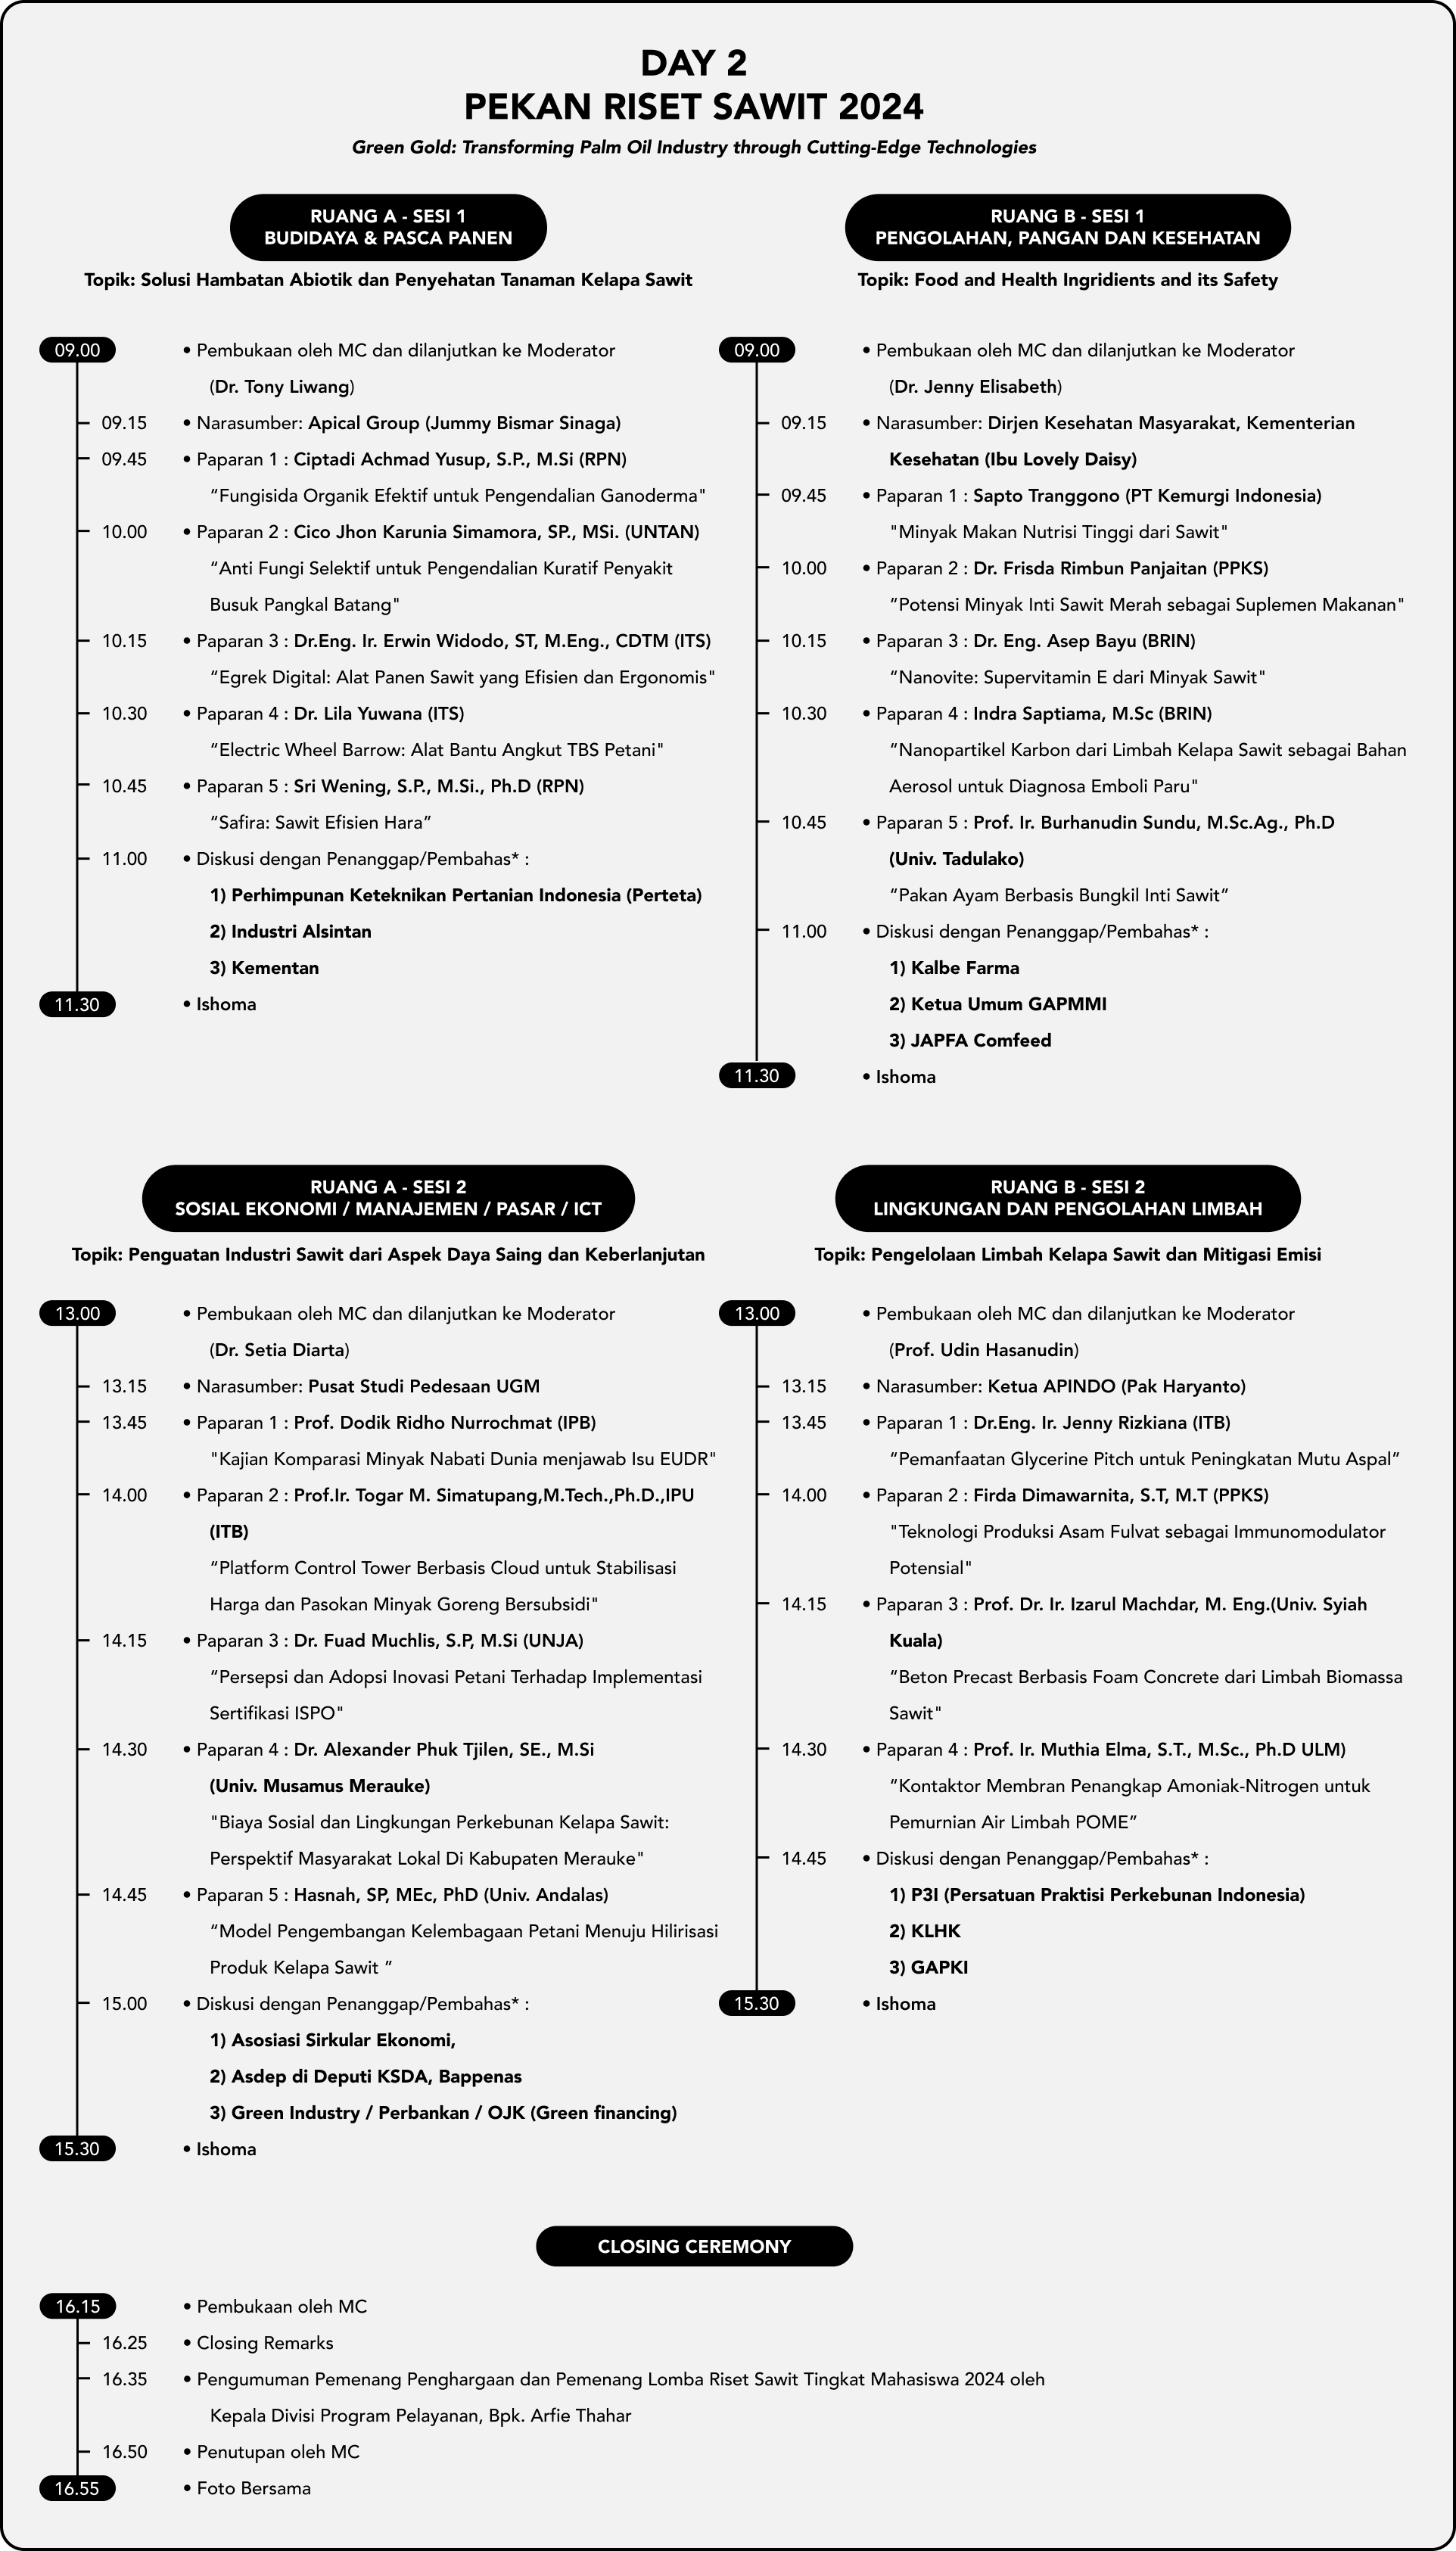 DAY 2
PEKAN RISET SAWIT 2024
Green Gold: Transforming Palm Oil Industry through Cutting-Edge Technologies
RUANG A - SESI 1
BUDIDAYA & PASCA PANEN
Topik: Solusi Hambatan Abiotik dan Penyehatan Tanaman Kelapa Sawit
09.00 • Pembukaan oleh MC dan dilanjutkan ke Moderator
(Dr. Tony Liwang)
09.15 • Narasumber: Apical Group (Jummy Bismar Sinaga)
09.45 • Paparan 1 : Ciptadi Achmad Yusup, S.P., M.Si (RPN)
“Fungisida Organik Efektif untuk Pengendalian Ganoderma"
10.00 • Paparan 2 : Cico Jhon Karunia Simamora, SP., MSi. (UNTAN)
“Anti Fungi Selektif untuk Pengendalian Kuratif Penyakit
Busuk Pangkal Batang"
10.15 • Paparan 3 : Dr.Eng. Ir. Erwin Widodo, ST, M.Eng., CDTM (ITS)
“Egrek Digital: Alat Panen Sawit yang Efisien dan Ergonomis"
10.30 • Paparan 4 : Dr. Lila Yuwana (ITS)
“Electric Wheel Barrow: Alat Bantu Angkut TBS Petani"
10.45 • Paparan 5 : Sri Wening, S.P., M.Si., Ph.D (RPN)
“Safira: Sawit Efisien Hara”
11.00 • Diskusi dengan Penanggap/Pembahas* :
1) Perhimpunan Keteknikan Pertanian Indonesia (Perteta)
2) Industri Alsintan
3) Kementan
11.30 • Ishoma
RUANG B - SESI 1
PENGOLAHAN, PANGAN DAN KESEHATAN
Topik: Food and Health Ingridients and its Safety
09.00 • Pembukaan oleh MC dan dilanjutkan ke Moderator
(Dr. Jenny Elisabeth)
09.15 • Narasumber: Dirjen Kesehatan Masyarakat, Kementerian
Kesehatan (Ibu Lovely Daisy)
09.45 • Paparan 1 : Sapto Tranggono (PT Kemurgi Indonesia)
"Minyak Makan Nutrisi Tinggi dari Sawit"
10.00 • Paparan 2 : Dr. Frisda Rimbun Panjaitan (PPKS)
“Potensi Minyak Inti Sawit Merah sebagai Suplemen Makanan"
10.15 • Paparan 3 : Dr. Eng. Asep Bayu (BRIN)
“Nanovite: Supervitamin E dari Minyak Sawit"
10.30 • Paparan 4 : Indra Saptiama, M.Sc (BRIN)
“Nanopartikel Karbon dari Limbah Kelapa Sawit sebagai Bahan
Aerosol untuk Diagnosa Emboli Paru"
10.45 • Paparan 5 : Prof. Ir. Burhanudin Sundu, M.Sc.Ag., Ph.D
(Univ. Tadulako)
“Pakan Ayam Berbasis Bungkil Inti Sawit”
11.00 • Diskusi dengan Penanggap/Pembahas* :
1) Kalbe Farma
2) Ketua Umum GAPMMI
3) JAPFA Comfeed
11.30 • Ishoma
RUANG A - SESI 2
SOSIAL EKONOMI / MANAJEMEN / PASAR / ICT
Topik: Penguatan Industri Sawit dari Aspek Daya Saing dan Keberlanjutan
13.00 • Pembukaan oleh MC dan dilanjutkan ke Moderator
(Dr. Setia Diarta)
13.15 • Narasumber: Pusat Studi Pedesaan UGM
13.45 • Paparan 1 : Prof. Dodik Ridho Nurrochmat (IPB)
"Kajian Komparasi Minyak Nabati Dunia menjawab Isu EUDR"
14.00 • Paparan 2 : Prof.Ir. Togar M. Simatupang,M.Tech.,Ph.D.,IPU
(ITB)
“Platform Control Tower Berbasis Cloud untuk Stabilisasi
Harga dan Pasokan Minyak Goreng Bersubsidi"
14.15 • Paparan 3 : Dr. Fuad Muchlis, S.P, M.Si (UNJA)
“Persepsi dan Adopsi Inovasi Petani Terhadap Implementasi
Sertifikasi ISPO"
14.30 • Paparan 4 : Dr. Alexander Phuk Tjilen, SE., M.Si
(Univ. Musamus Merauke)
"Biaya Sosial dan Lingkungan Perkebunan Kelapa Sawit:
Perspektif Masyarakat Lokal Di Kabupaten Merauke"
14.45 • Paparan 5 : Hasnah, SP, MEc, PhD (Univ. Andalas)
“Model Pengembangan Kelembagaan Petani Menuju Hilirisasi
Produk Kelapa Sawit ”
15.00 • Diskusi dengan Penanggap/Pembahas* :
1) Asosiasi Sirkular Ekonomi,
2) Asdep di Deputi KSDA, Bappenas
3) Green Industry / Perbankan / OJK (Green financing)
15.30 • Ishoma
RUANG B - SESI 2
LINGKUNGAN DAN PENGOLAHAN LIMBAH
Topik: Pengelolaan Limbah Kelapa Sawit dan Mitigasi Emisi
13.00 • Pembukaan oleh MC dan dilanjutkan ke Moderator
(Prof. Udin Hasanudin)
13.15 • Narasumber: Ketua APINDO (Pak Haryanto)
13.45 • Paparan 1 : Dr.Eng. Ir. Jenny Rizkiana (ITB)
“Pemanfaatan Glycerine Pitch untuk Peningkatan Mutu Aspal”
14.00 • Paparan 2 : Firda Dimawarnita, S.T, M.T (PPKS)
"Teknologi Produksi Asam Fulvat sebagai Immunomodulator
Potensial"
14.15 • Paparan 3 : Prof. Dr. Ir. Izarul Machdar, M. Eng.(Univ. Syiah
Kuala)
“Beton Precast Berbasis Foam Concrete dari Limbah Biomassa
Sawit"
14.30 • Paparan 4 : Prof. Ir. Muthia Elma, S.T., M.Sc., Ph.D ULM)
“Kontaktor Membran Penangkap Amoniak-Nitrogen untuk
Pemurnian Air Limbah POME”
14.45 • Diskusi dengan Penanggap/Pembahas* :
1) P3I (Persatuan Praktisi Perkebunan Indonesia)
2) KLHK
3) GAPKI
15.30 • Ishoma
CLOSING CEREMONY
16.15 • Pembukaan oleh MC
16.25 • Closing Remarks
16.35 • Pengumuman Pemenang Penghargaan dan Pemenang Lomba Riset Sawit Tingkat Mahasiswa 2024 oleh
Kepala Divisi Program Pelayanan, Bpk. Arfie Thahar
16.50 • Penutupan oleh MC
16.55 • Foto Bersama